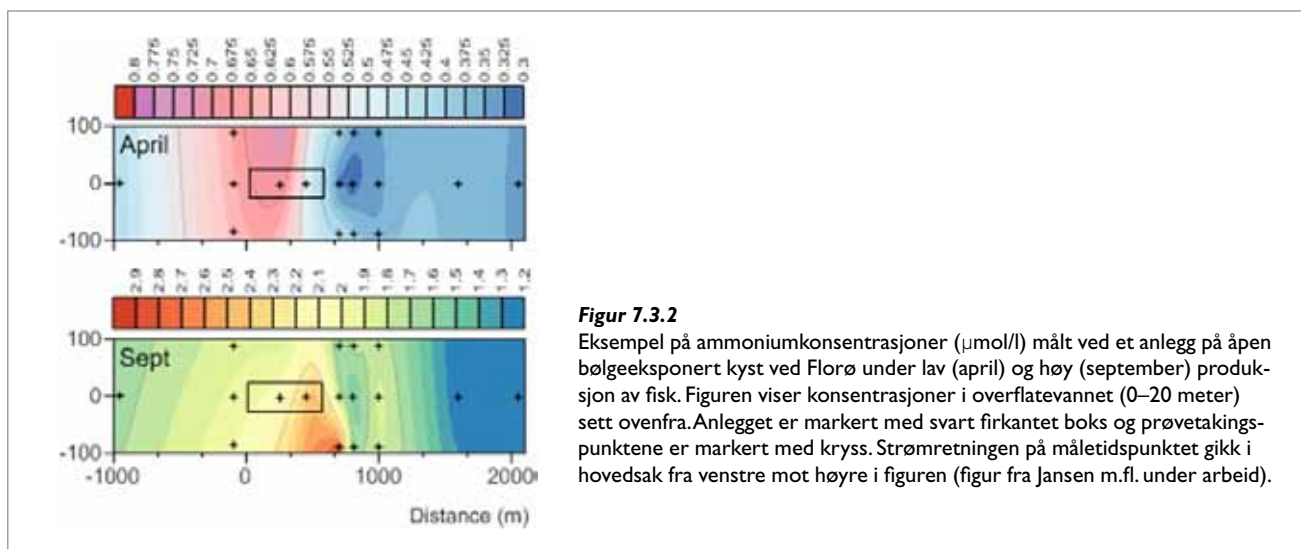 0.8 0.775 0.75 0.725 0.7 0.675 0.65 0.625 0.6 0.575 0.55 0.525 0.5 0.475 0.45 0.425 0.4 0.375 0.35 0.325 0.3
100
April
0
-100
2.9 2.8 2.7 2.6 2.5 2.4 2.3 2.2 2.1 2 1.9 1.8 1.7 1.6 1.5 1.4 1.3 1.2
100
Sept
0
-100
-1000 0 1000 2000
Distance (m)
Figur 7.3.2
Eksempel på ammoniumkonsentrasjoner (μmol/l) målt ved et anlegg på åpen
bølgeeksponert kyst ved Florø under lav (april) og høy (september) produk-
sjon av fisk. Figuren viser konsentrasjoner i overflatevannet (0–20 meter)
sett ovenfra. Anlegget er markert med svart firkantet boks og prøvetakings-
punktene er markert med kryss. Strømretningen på måletidspunktet gikk i
hovedsak fra venstre mot høyre i figuren (figur fra Jansen m.fl. under arbeid).